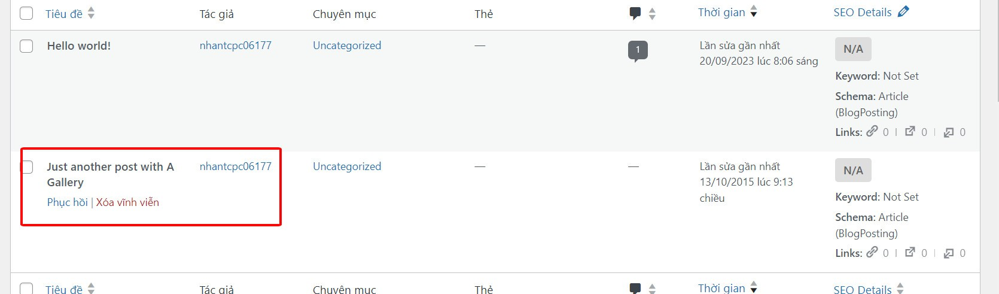 Tiêu đề Tác giả Chuyên mục Thẻ Thời gian SEO Details
Hello world! nhantcpc06177 Uncategorized — 1 Lần sửa gần nhất N/A
20/09/2023 lúc 8:06 sáng
Keyword: Not Set
Schema: Article
(BlogPosting)
Links: 0 | 0 | 0
Just another post with A nhantcpc06177 Uncategorized — — Lần sửa gần nhất N/A
Gallery 13/10/2015 lúc 9:13
Phục hồi | Xóa vĩnh viễn chiều Keyword: Not Set
Schema: Article
(BlogPosting)
Links: 0 | 0 | 0
Tiêu đề Tác giả Chuyên mục Thẻ Thời gian SEO Details